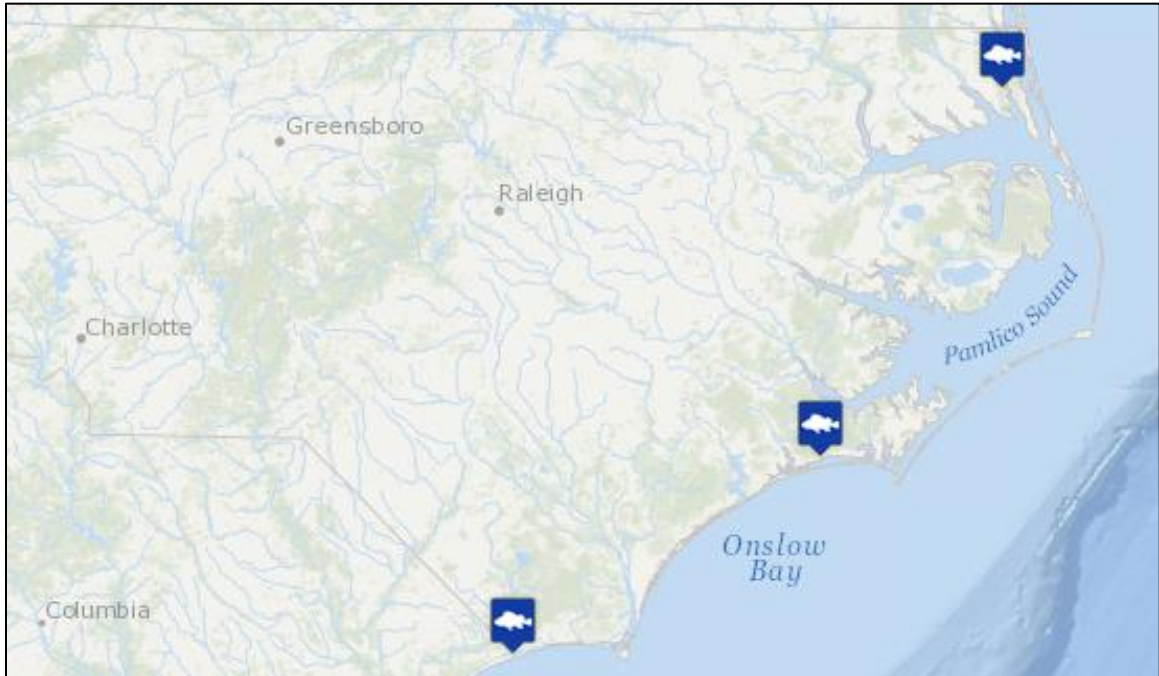 Greensboro
Raleigh
Charlotte
Pamlico Sound
Onslow
Bay
Columbia